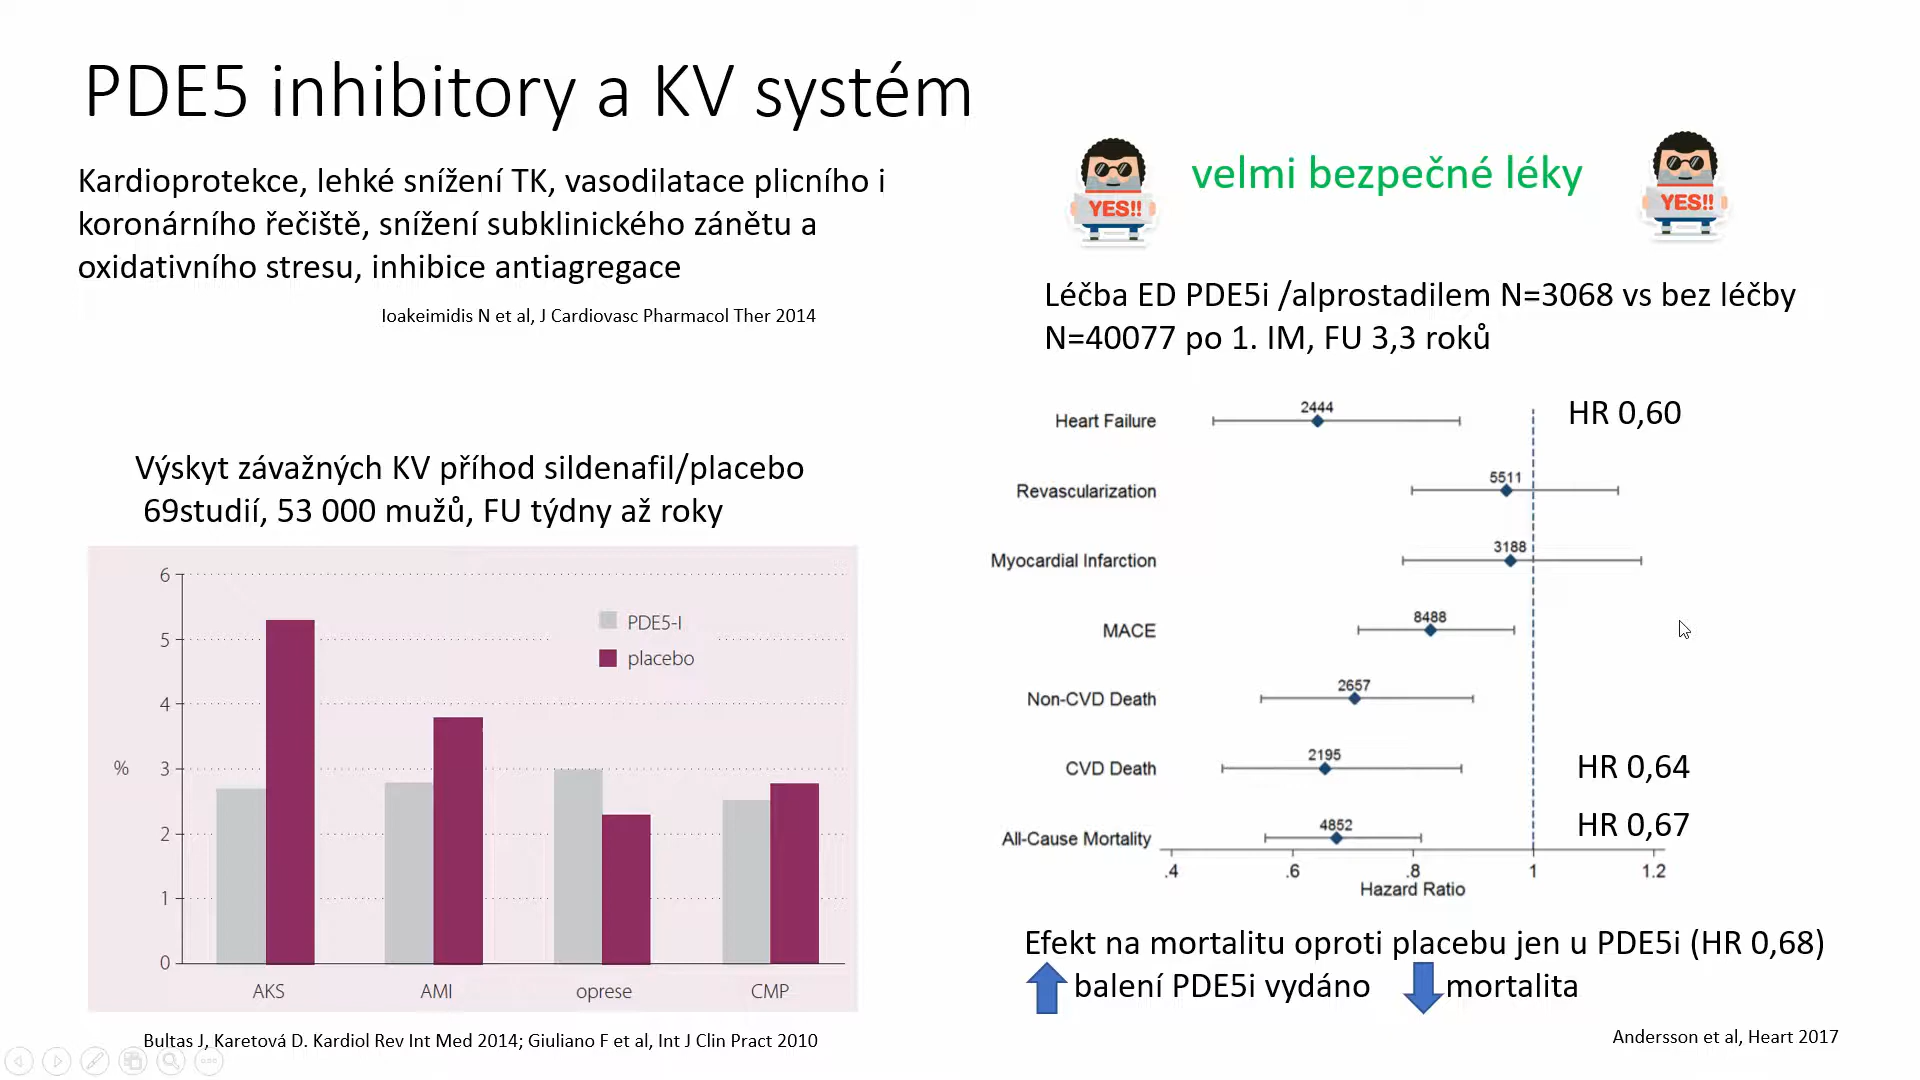 PDE5 inhibitory a KV systém
Kardioprotekce, lehké snížení TK, vasodilatace plicního i
koronárního řečiště, snížení subklinického zánětu a
oxidativního stresu, inhibice antiagregace
Ioakeimidis N et al, J Cardiovasc Pharmacol Ther 2014
Výskyt závažných KV příhod sildenafil/placebo
69studií, 53 000 mužů, FU týdny až roky
6
5
4
% 3
2
1
0
PDE5-I
placebo
AKS AMI oprese CMP
Bultas J, Karetová D. Kardiol Rev Int Med 2014; Giuliano F et al, Int J Clin Pract 2010
YES!! velmi bezpečné léky YES!!
Léčba ED PDE5i /alprostadilem N=3068 vs bez léčby
N=40077 po 1. IM, FU 3,3 roků
Heart Failure 2444 HR 0,60
Revascularization 5511
Myocardial Infarction 3188
MACE 8488
Non-CVD Death 2657
CVD Death 2195 HR 0,64
All-Cause Mortality 4852 HR 0,67
.4 .6 .8 1 1.2
Hazard Ratio
Efekt na mortalitu oproti placebu jen u PDE5i (HR 0,68)
balení PDE5i vydáno mortalita
Andersson et al, Heart 2017